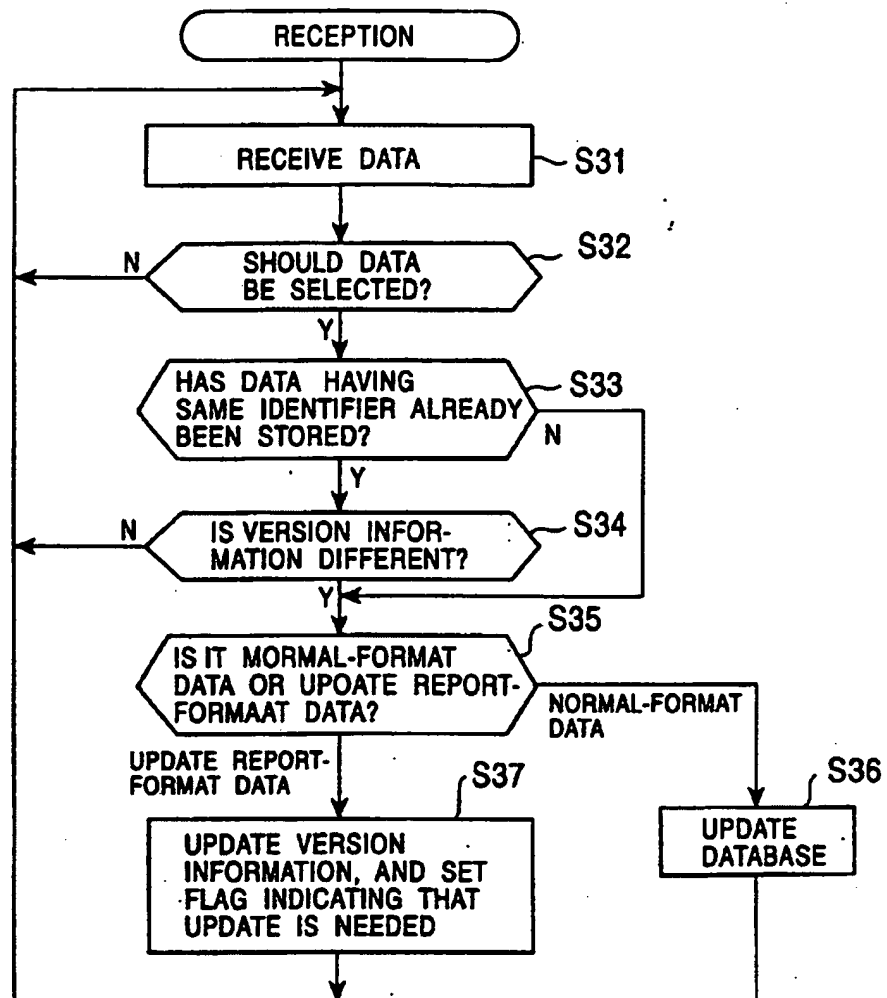 RECEPTION
RECEIVE DATA
S31
SHOULD DATA
BE SELECTED?
S32
N
Y
HAS DATA HAVING
SAME IDENTIFIER ALREADY
BEEN STORED?
S33
N
Y
IS VERSION INFOR-
MATION DIFFERENT?
S34
N
Y
S35
IS IT MORMAL-FORMAT
DATA OR UPOATE REPORT-
FORMAAT DATA?
NORMAL-FORMAT
DATA
UPDATE REPORT-
FORMAT DATA
S37
S36
UPDATE VERSION
INFORMATION, AND SET
FLAG INDICATING THAT
UPDATE IS NEEDED
UPDATE
DATABASE